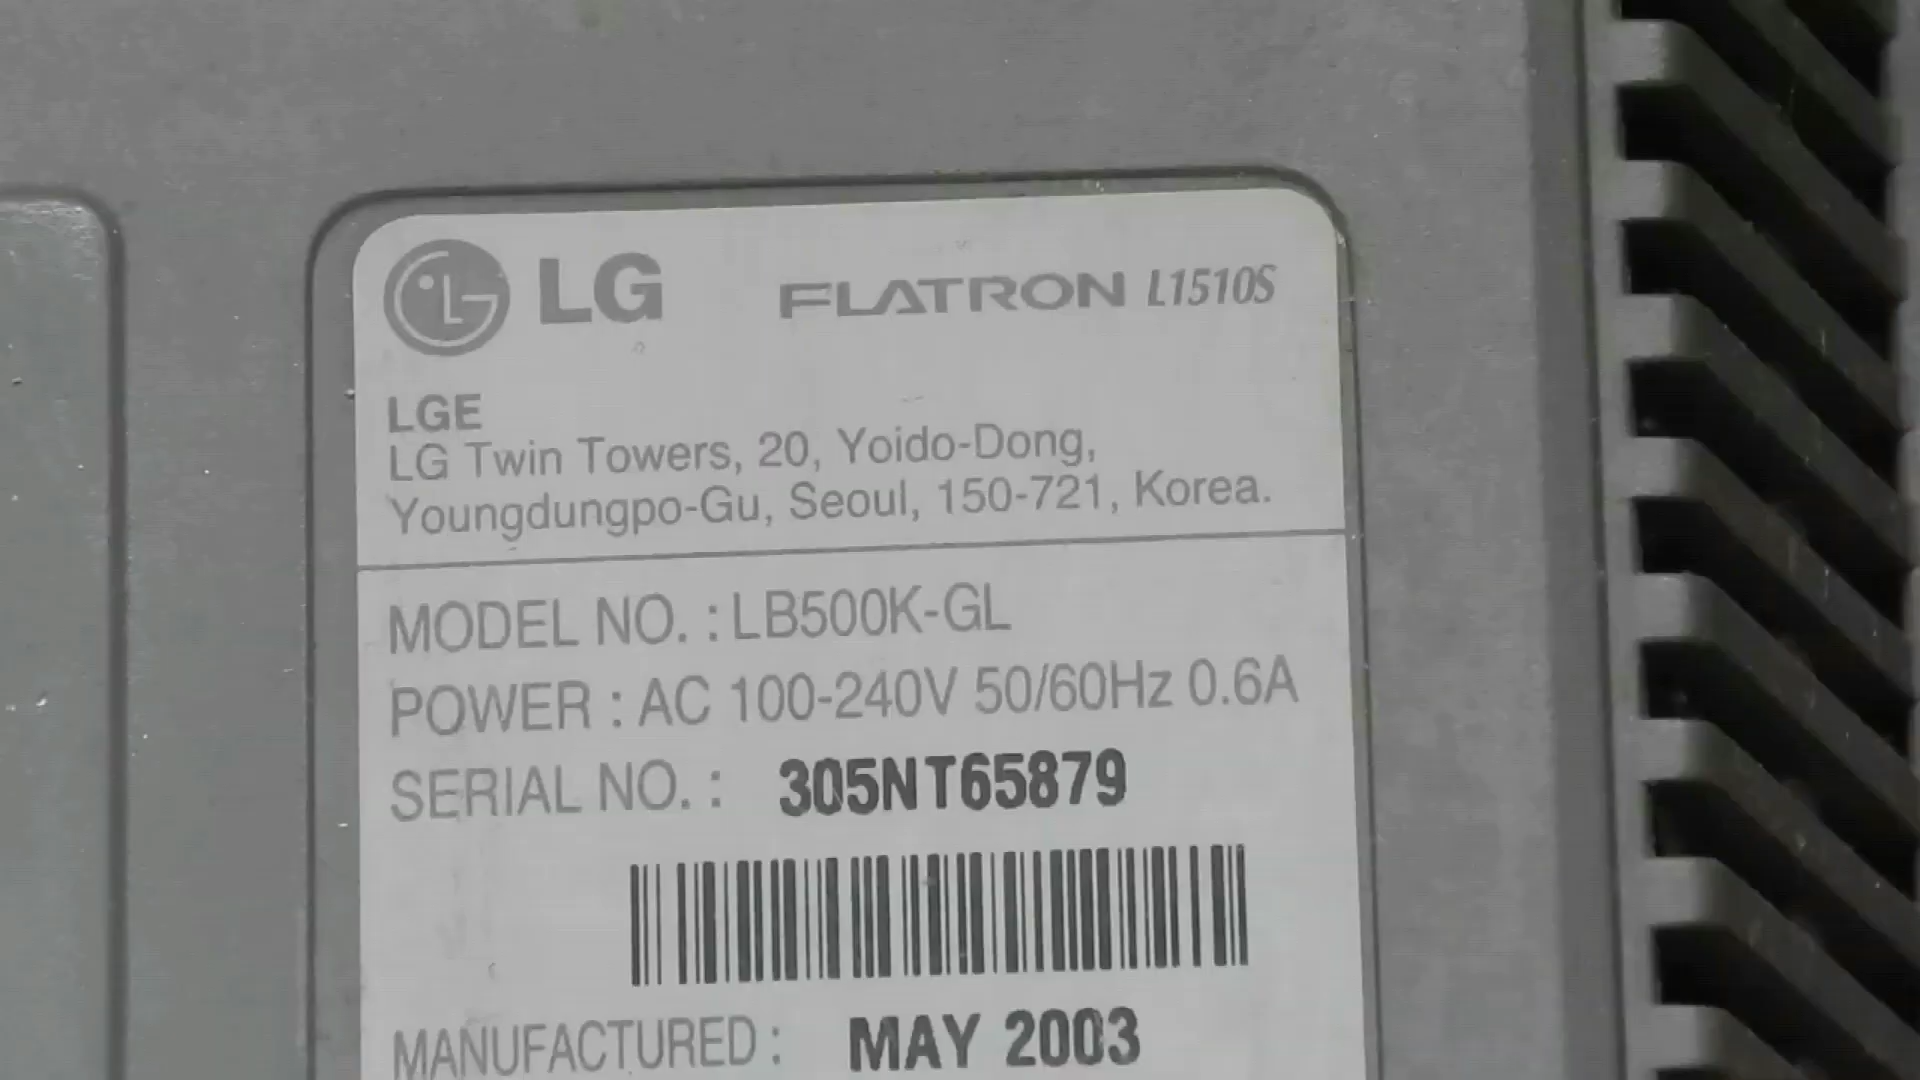 LG FLATRON L1510S
LGE
LG Twin Towers, 20, Yoido-Dong,
Youngdungpo-Gu, Seoul, 150-721, Korea.
MODEL NO. : LB500K-GL
POWER : AC 100-240V 50/60Hz 0.6A
SERIAL NO. : 305NT65879
MANUFACTURED : MAY 2003